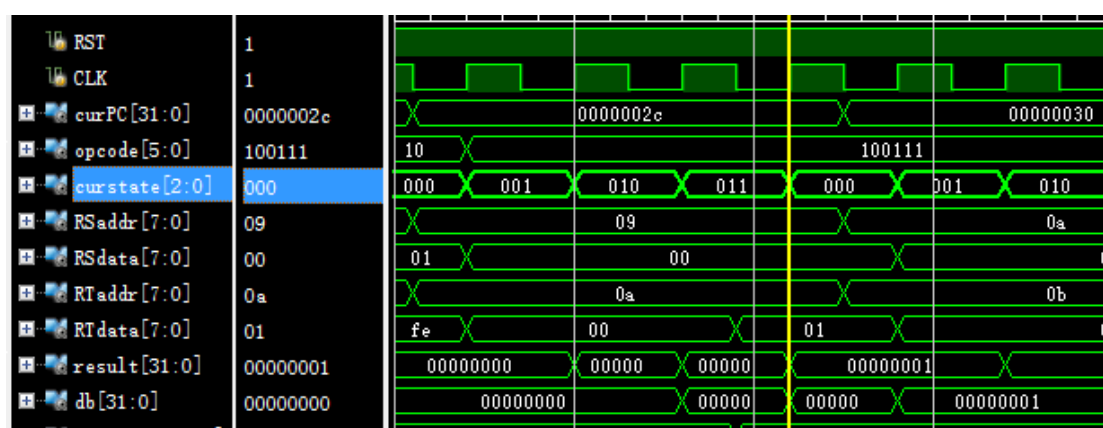 RST 1
CLK 1
curPC[31:0] 0000002c 0000002c 00000030
opcode[5:0] 100111 10 100111
curstate[2:0] 000 000 001 010 011 000 001 010
RSaddr[7:0] 09 09 0a
RSdata[7:0] 00 01 00
RTaddr[7:0] 0a 0a 0b
RTdata[7:0] 01 fe 00 01
result[31:0] 00000001 00000000 00000 00000 00000001
db[31:0] 00000000 00000000 00000 00000 00000001